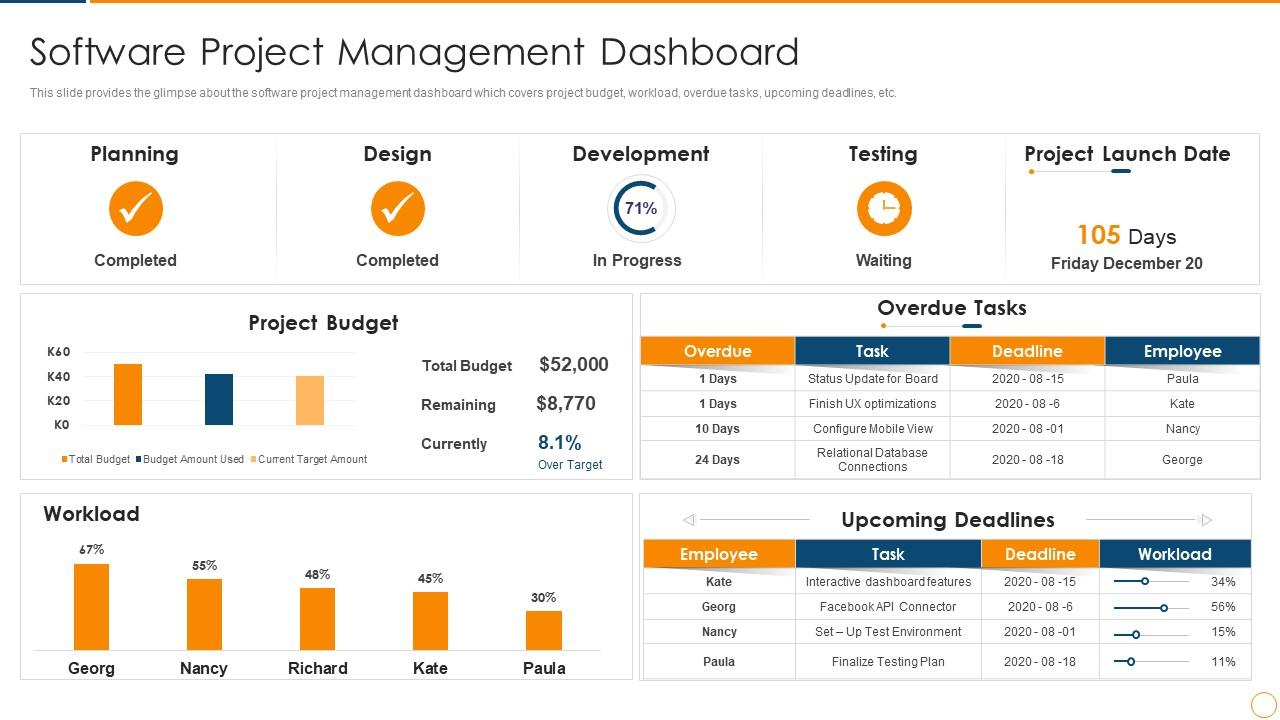 Software Project Management Dashboard
This slide provides the glimpse about the software project management dashboard which covers project budget, workload, overdue tasks, upcoming deadlines, etc.
Planning
Completed
Design
Completed
Development
71%
In Progress
Testing
Waiting
Project Launch Date
105 Days
Friday December 20
Project Budget
K60
K40
K20
K0
Total Budget Budget Amount Used Current Target Amount
Total Budget $52,000
Remaining $8,770
Currently 8.1%
Over Target
Overdue Tasks
Overdue Task Deadline Employee
1 Days Status Update for Board 2020 - 08 -15 Paula
1 Days Finish UX optimizations 2020 - 08 -6 Kate
10 Days Configure Mobile View 2020 - 08 -01 Nancy
24 Days Relational Database Connections 2020 - 08 -18 George
Workload
67% 55% 48% 45% 30%
Georg Nancy Richard Kate Paula
Upcoming Deadlines
Employee Task Deadline Workload
Kate Interactive dashboard features 2020 - 08 -15 34%
Georg Facebook API Connector 2020 - 08 -6 56%
Nancy Set – Up Test Environment 2020 - 08 -01 15%
Paula Finalize Testing Plan 2020 - 08 -18 11%